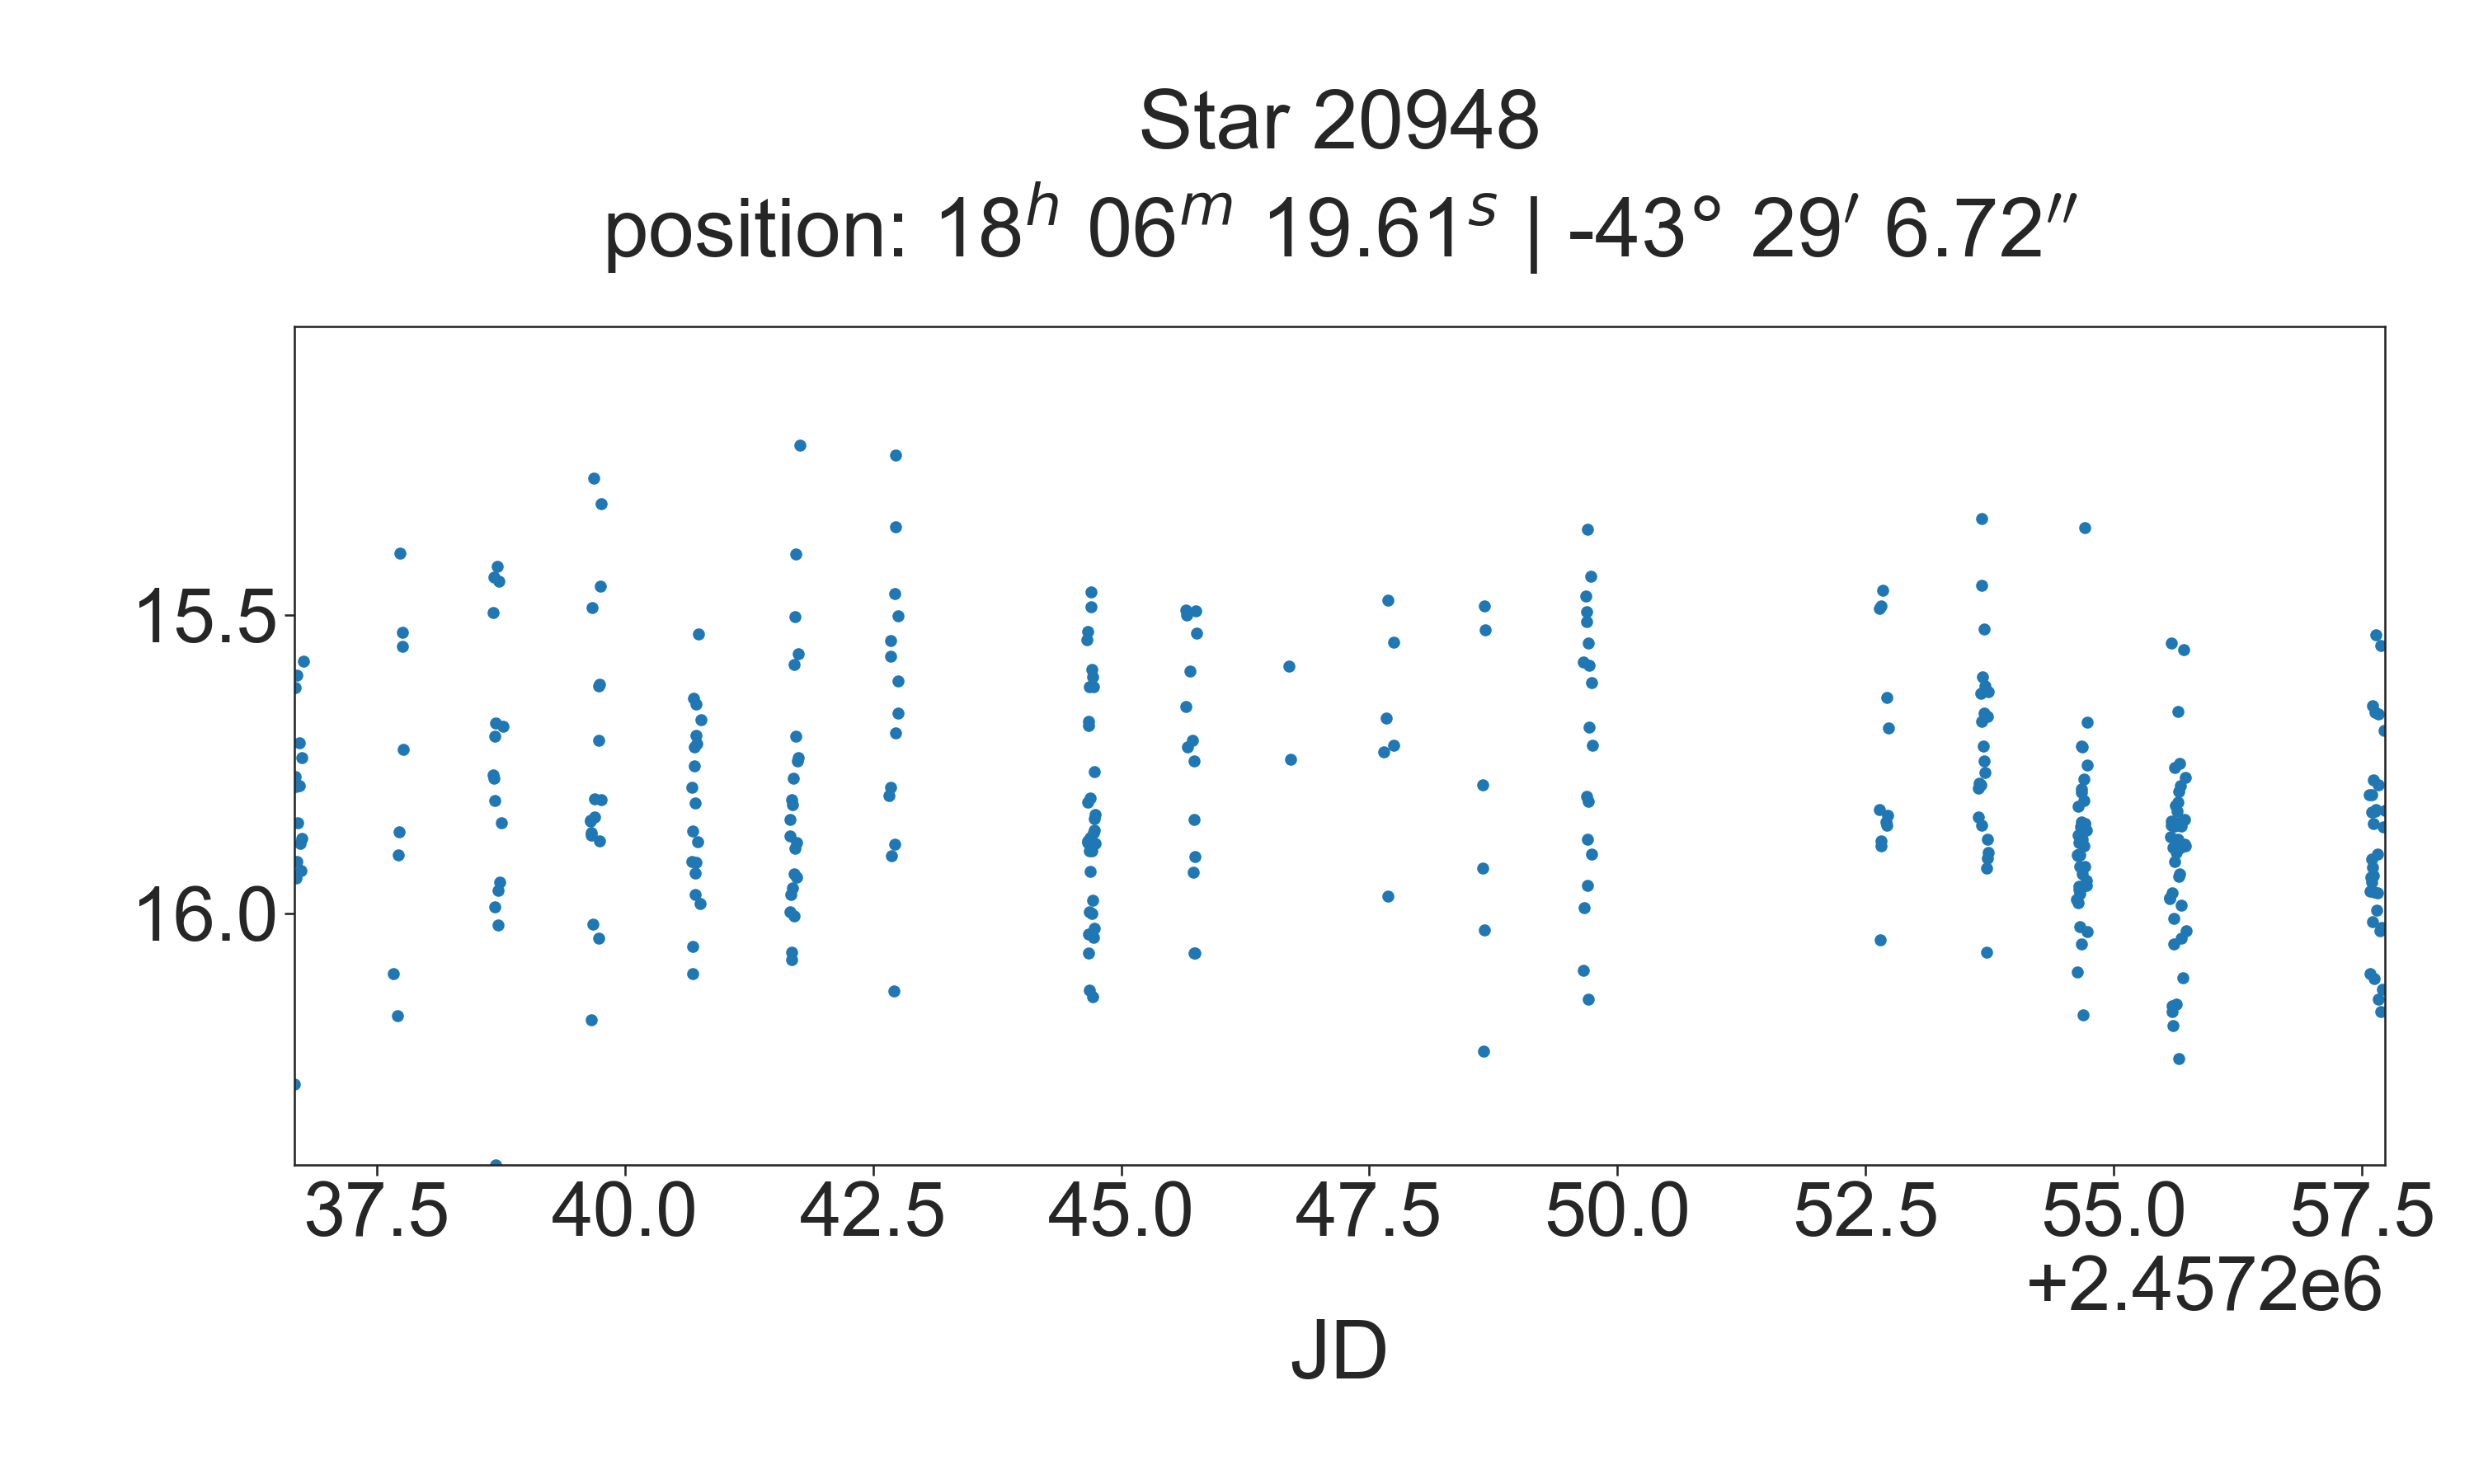 Star 20948
position: 18ʰ 06ᵐ 19.61ˢ | -43° 29′ 6.72″
15.5
16.0
37.5 40.0 42.5 45.0 47.5 50.0 52.5 55.0 57.5
+2.4572e6
JD